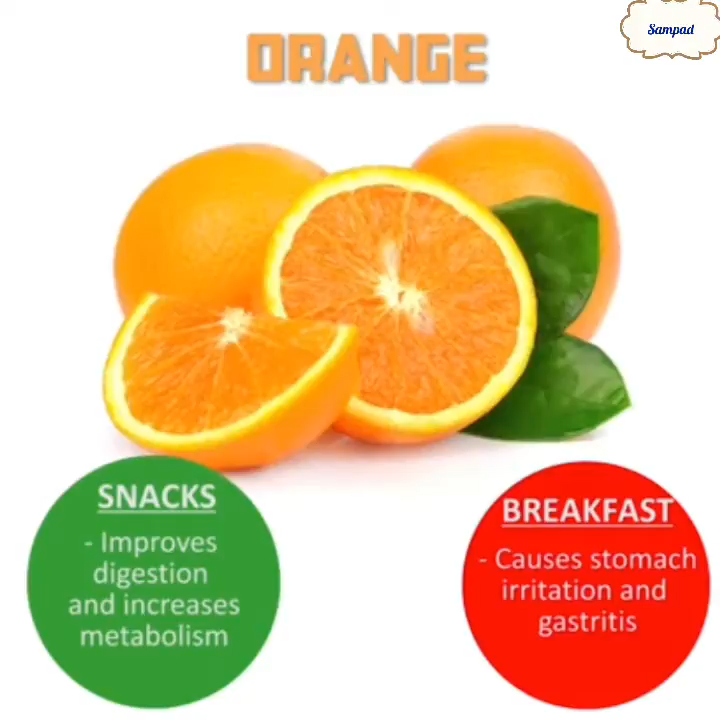 Sampad
ORANGE
SNACKS
- Improves
digestion
and increases
metabolism
BREAKFAST
- Causes stomach
irritation and
gastritis